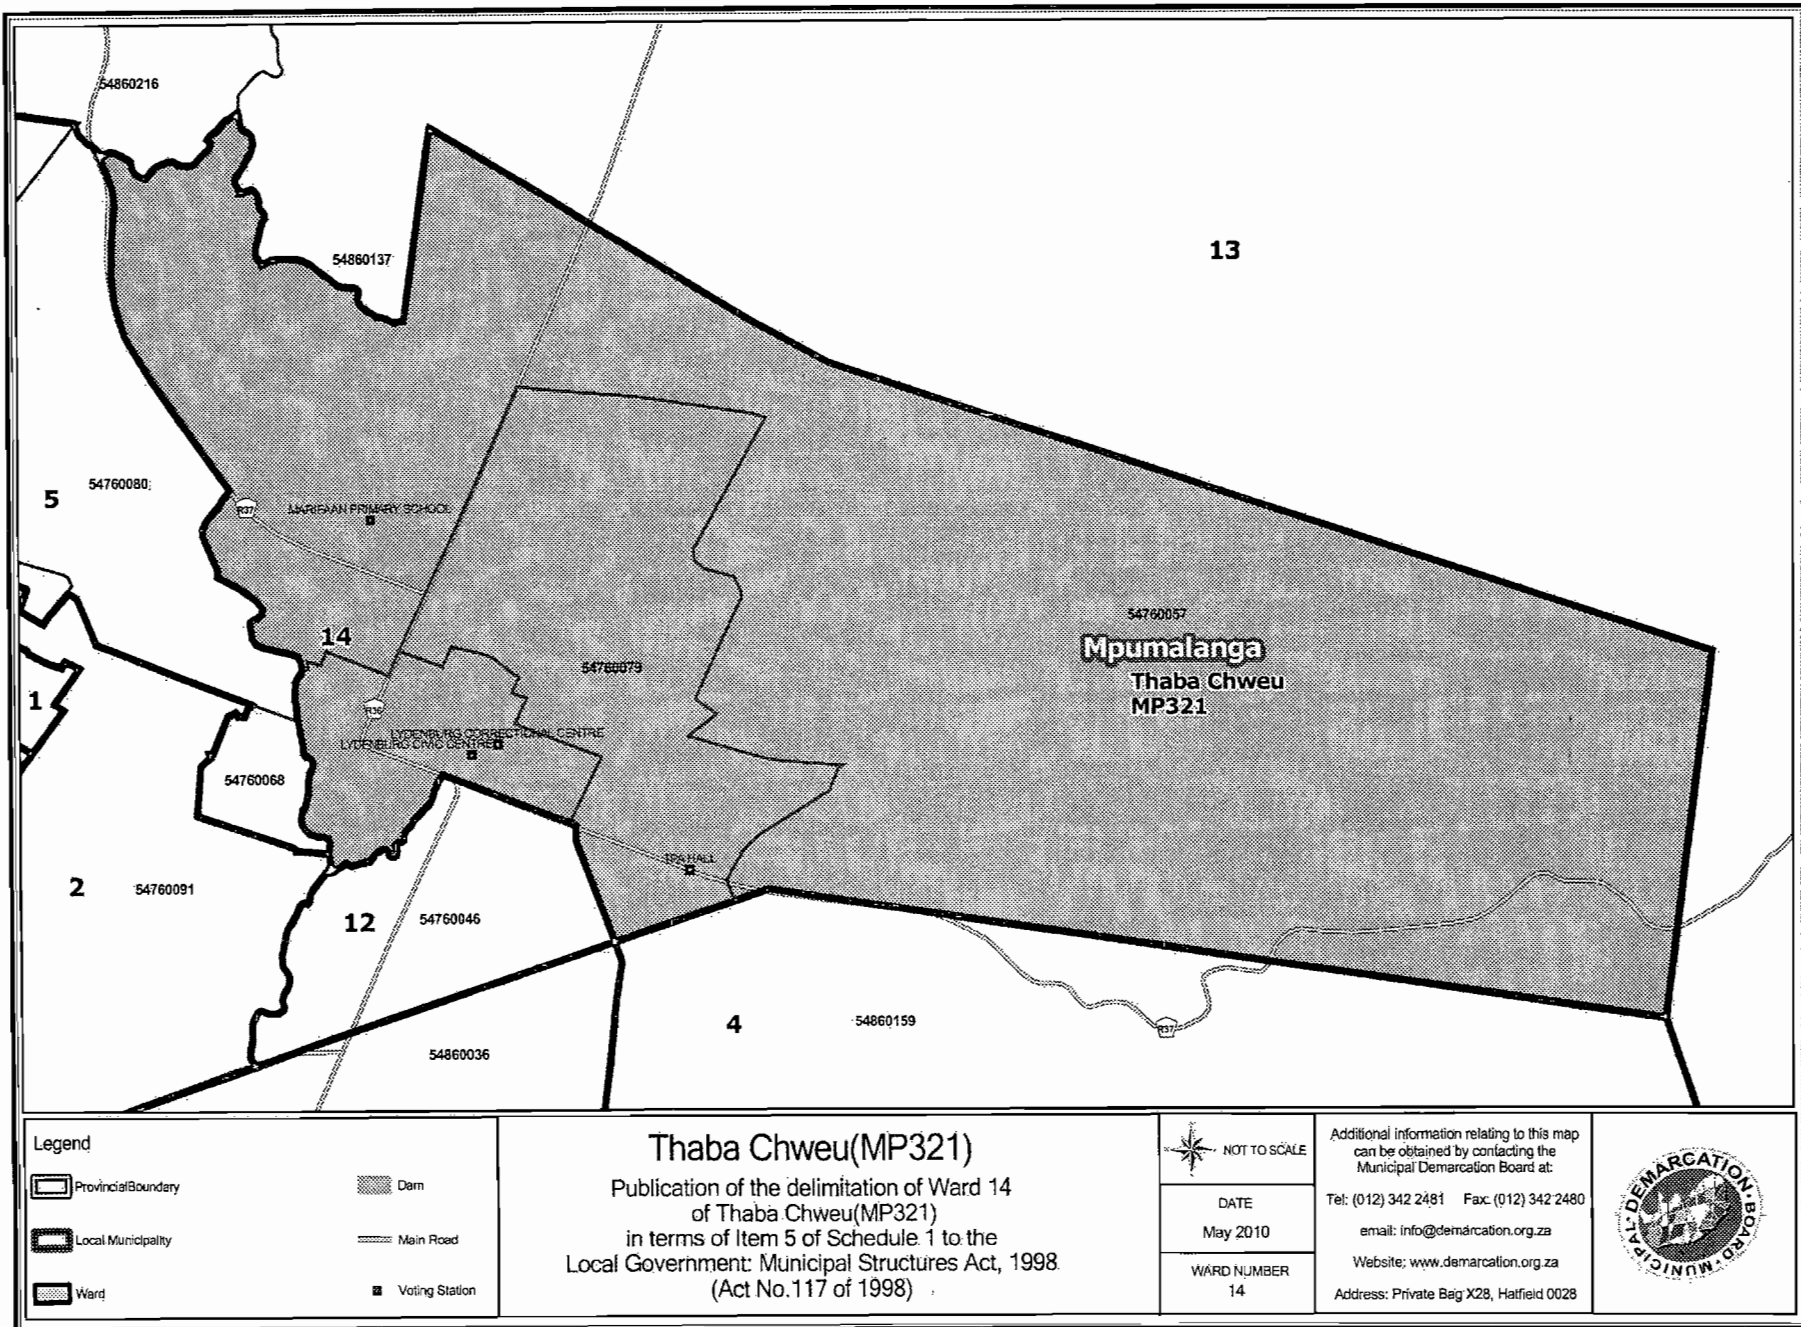 54860216
54860137
13
5
54760080
R37
MARIFAAN PRIMARY SCHOOL
14
54760079
54760057
Mpumalanga
Thaba Chweu
MP321
1
R36
LYDENBURG CORRECTIONAL CENTRE
LYDENBURG CIVIC CENTRE
54760068
TPA HALL
2
54760091
12
54760046
4
54860159
R37
54860036
Legend
Provincial Boundary
Local Municipality
Ward
Dam
Main Road
Voting Station
Thaba Chweu(MP321)
Publication of the delimitation of Ward 14
of Thaba Chweu(MP321)
in terms of Item 5 of Schedule 1 to the
Local Government: Municipal Structures Act, 1998
(Act No.117 of 1998)
NOT TO SCALE
DATE
May 2010
WARD NUMBER
14
Additional information relating to this map
can be obtained by contacting the
Municipal Demarcation Board at:
Tel: (012) 342 2481 Fax: (012) 342 2480
email: info@demarcation.org.za
Website: www.demarcation.org.za
Address: Private Bag X28, Hatfield 0028
MUNICIPAL DEMARCATION BOARD